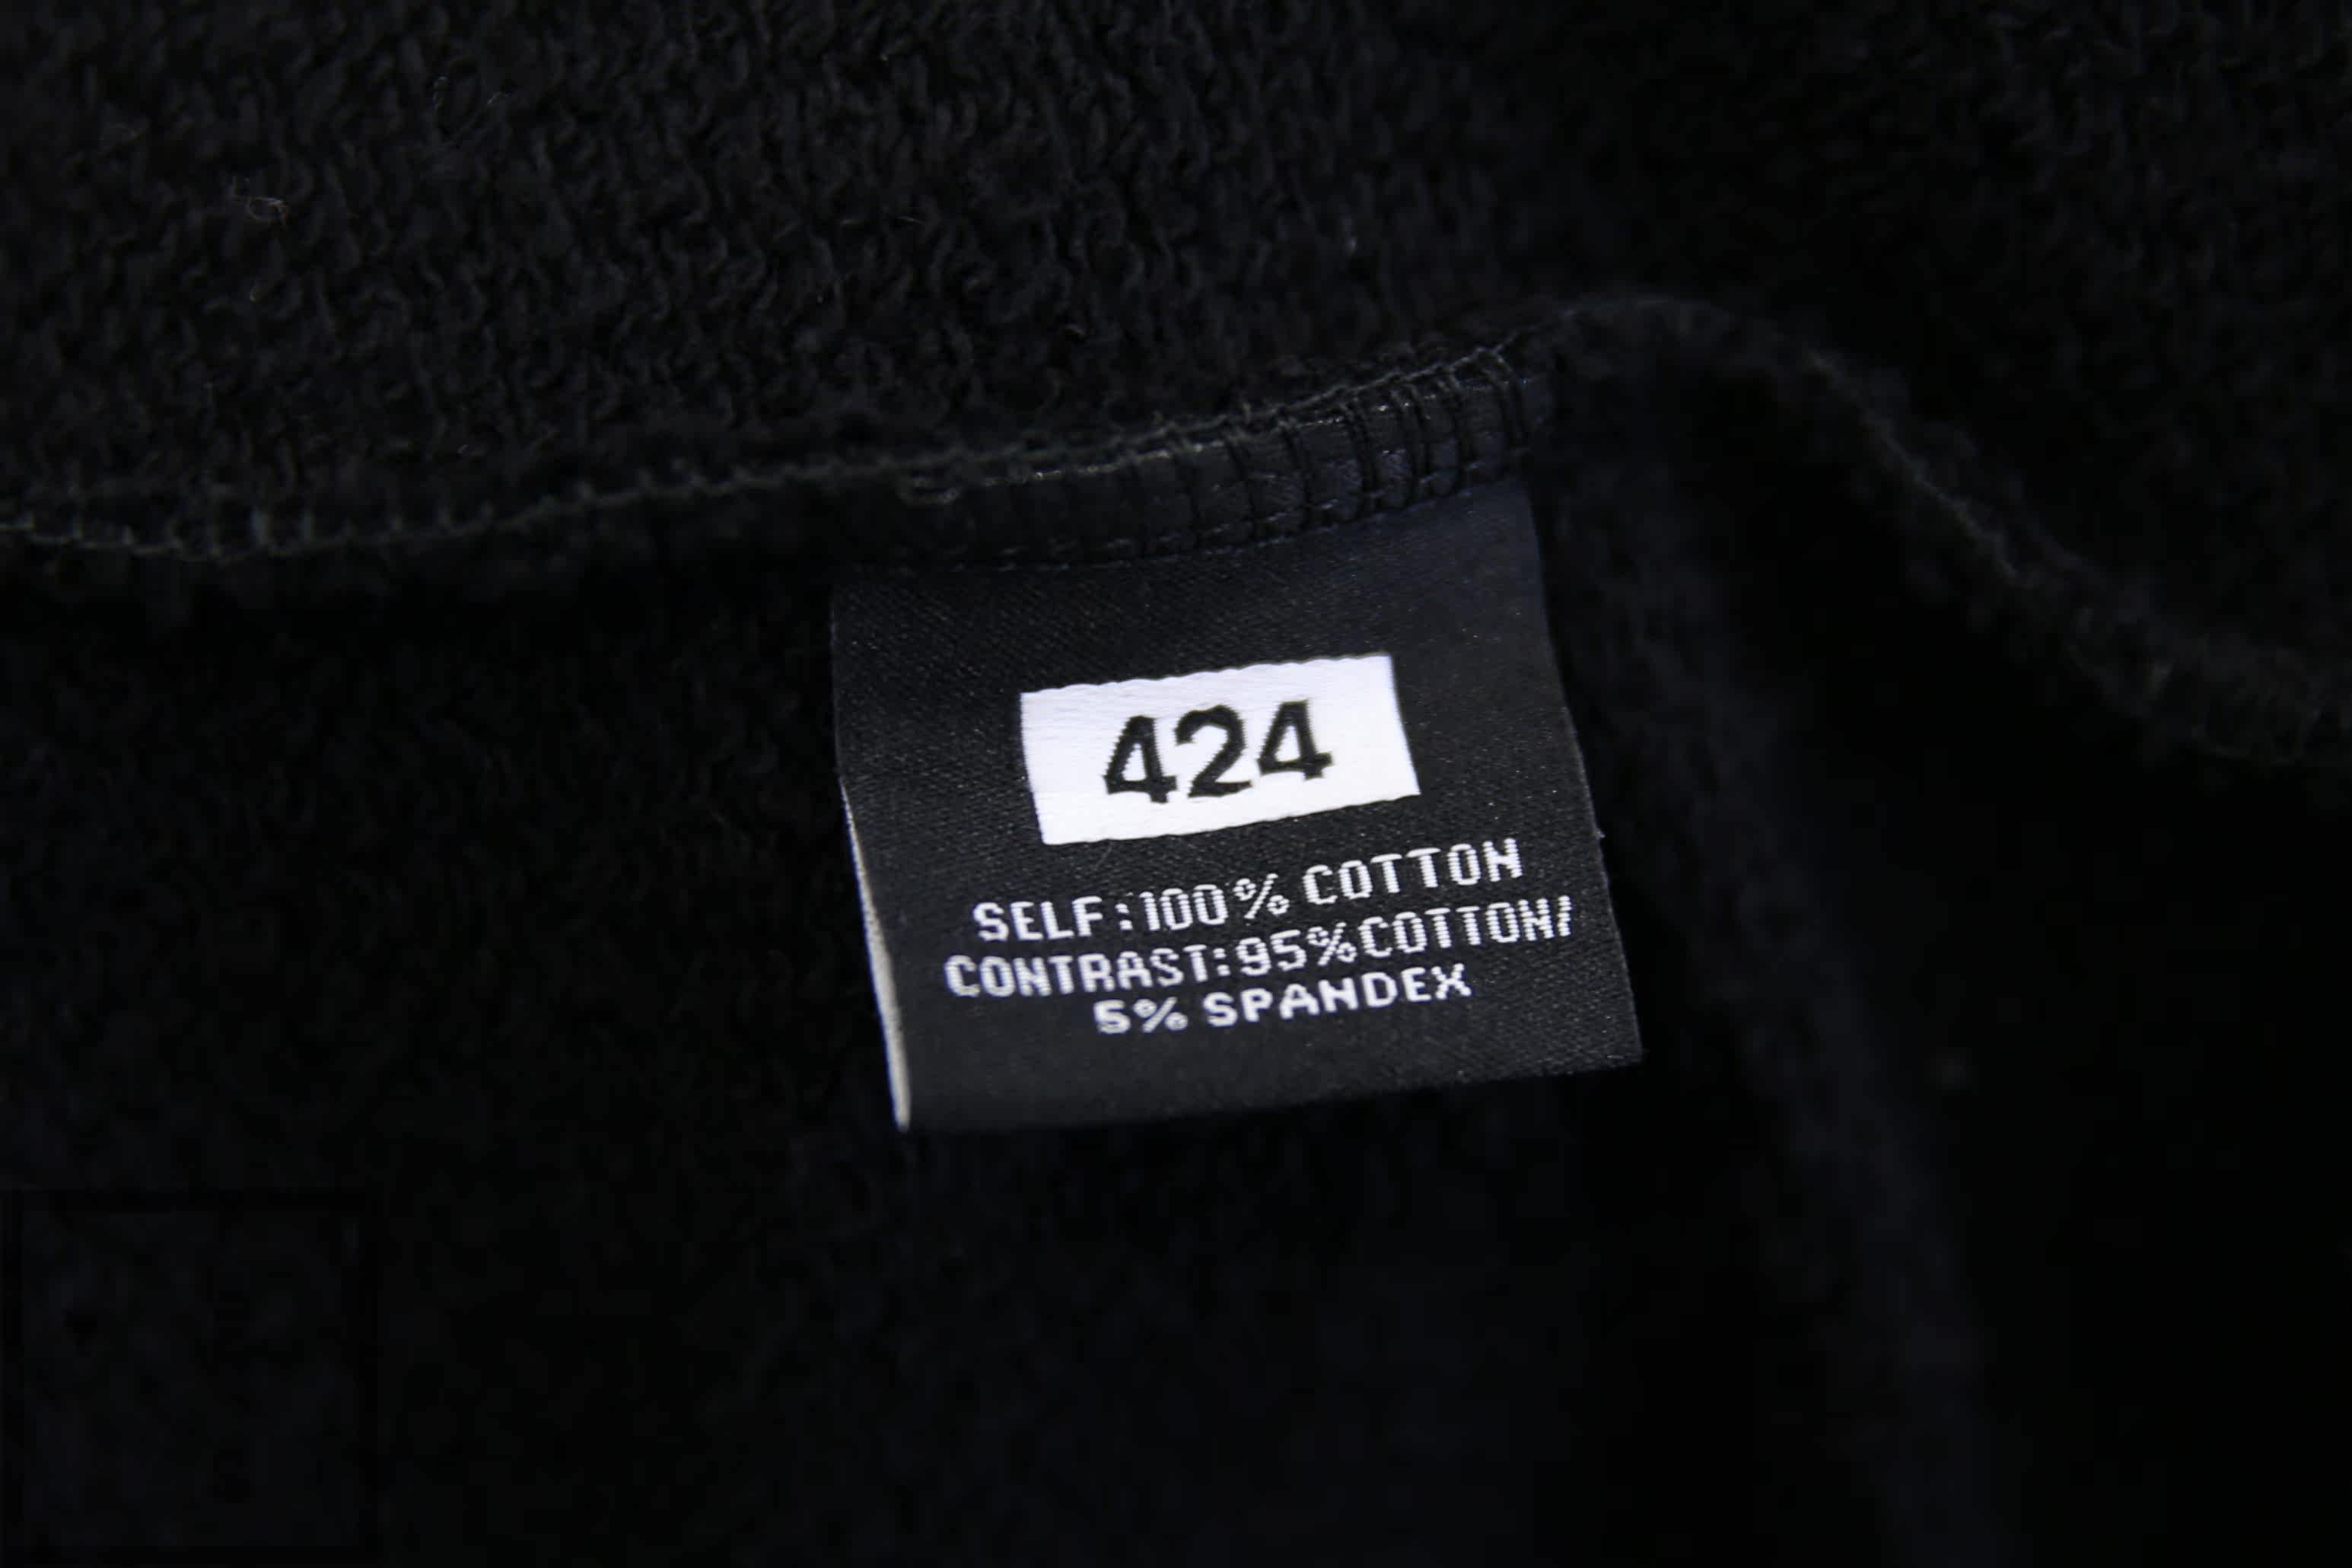 424
SELF:100% COTTON
CONTRAST:95%COTTON/
5% SPANDEX